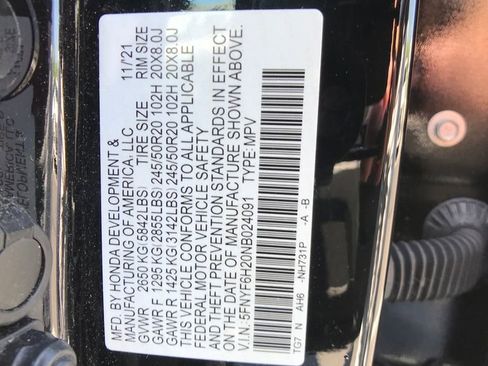 MFD. BY HONDA DEVELOPMENT & 11/21
MANUFACTURING OF AMERICA, LLC
GVWR 2650 KG( 5842LBS) TIRE SIZE RIM SIZE
GAWR F 1295 KG( 2855LBS) 245/50R20 102H 20X8.0J
GAWR R 1425 KG( 3142LBS) 245/50R20 102H 20X8.0J
THIS VEHICLE CONFORMS TO ALL APPLICABLE
FEDERAL MOTOR VEHICLE SAFETY
AND THEFT PREVENTION STANDARDS IN EFFECT
ON THE DATE OF MANUFACTURE SHOWN ABOVE.
V.I.N.:5FNYF6H20NB024091 TYPE:MPV
TG7 N AH6 -NH731P -A -B